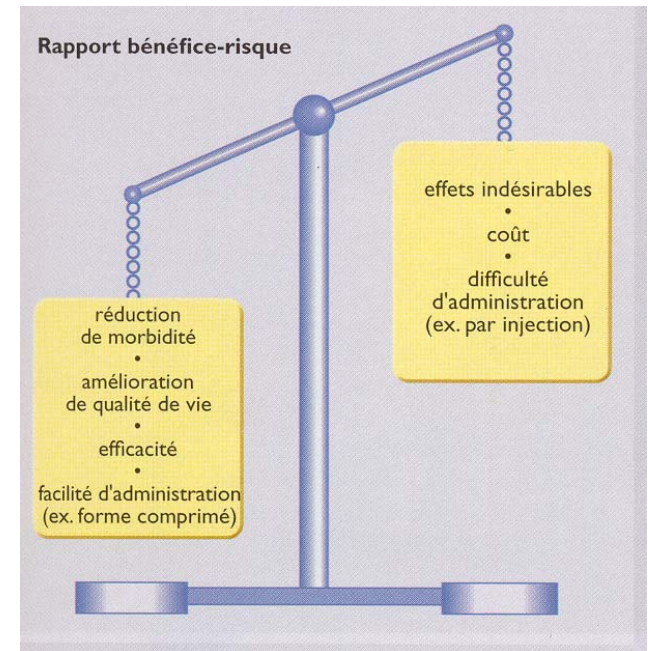 Rapport bénéfice-risque
réduction
de morbidité
•
amélioration
de qualité de vie
•
efficacité
•
facilité d'administration
(ex. forme comprimé)
effets indésirables
•
coût
•
difficulté
d'administration
(ex. par injection)